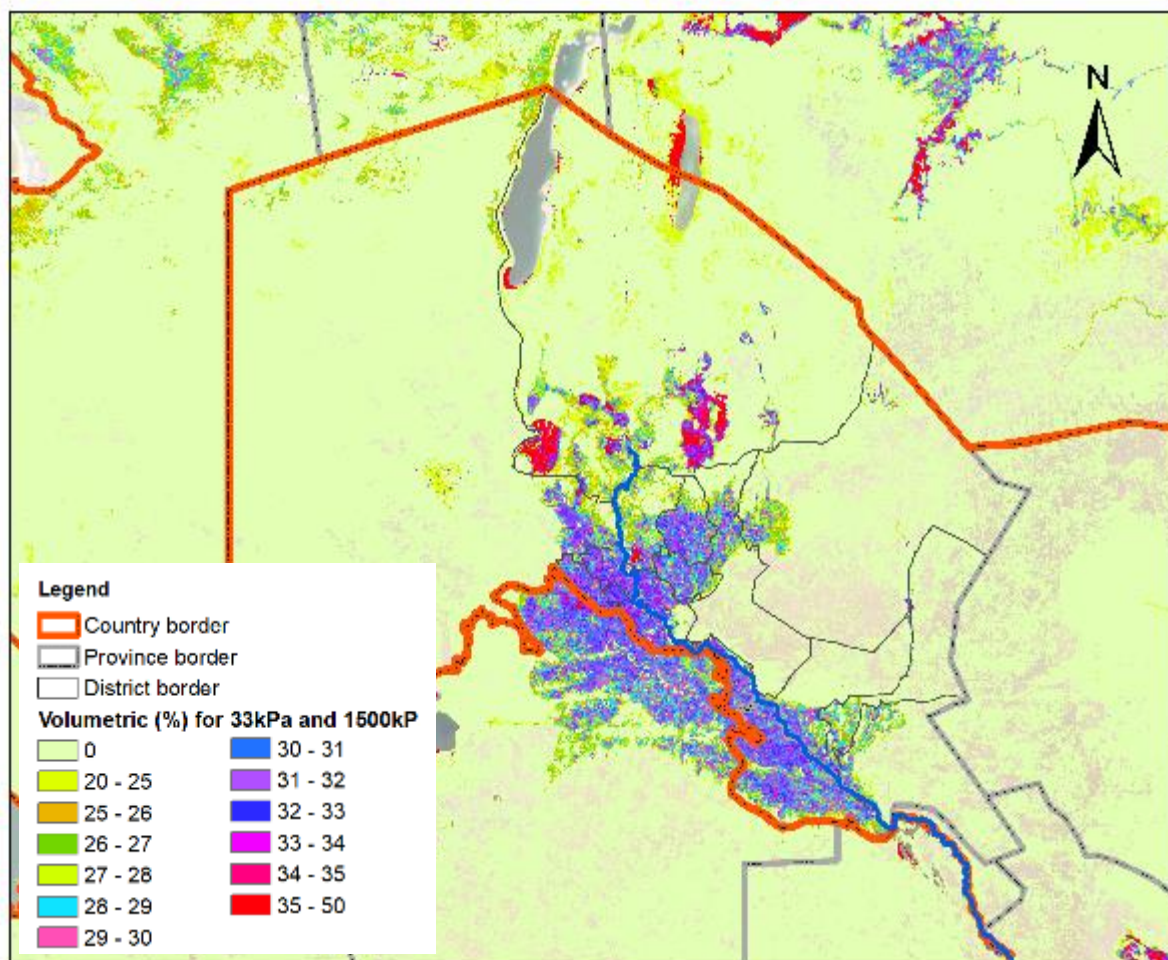 N
Legend
Country border
Province border
District border
Volumetric (%) for 33kPa and 1500kP
0
20 - 25
25 - 26
26 - 27
27 - 28
28 - 29
29 - 30
30 - 31
31 - 32
32 - 33
33 - 34
34 - 35
35 - 50